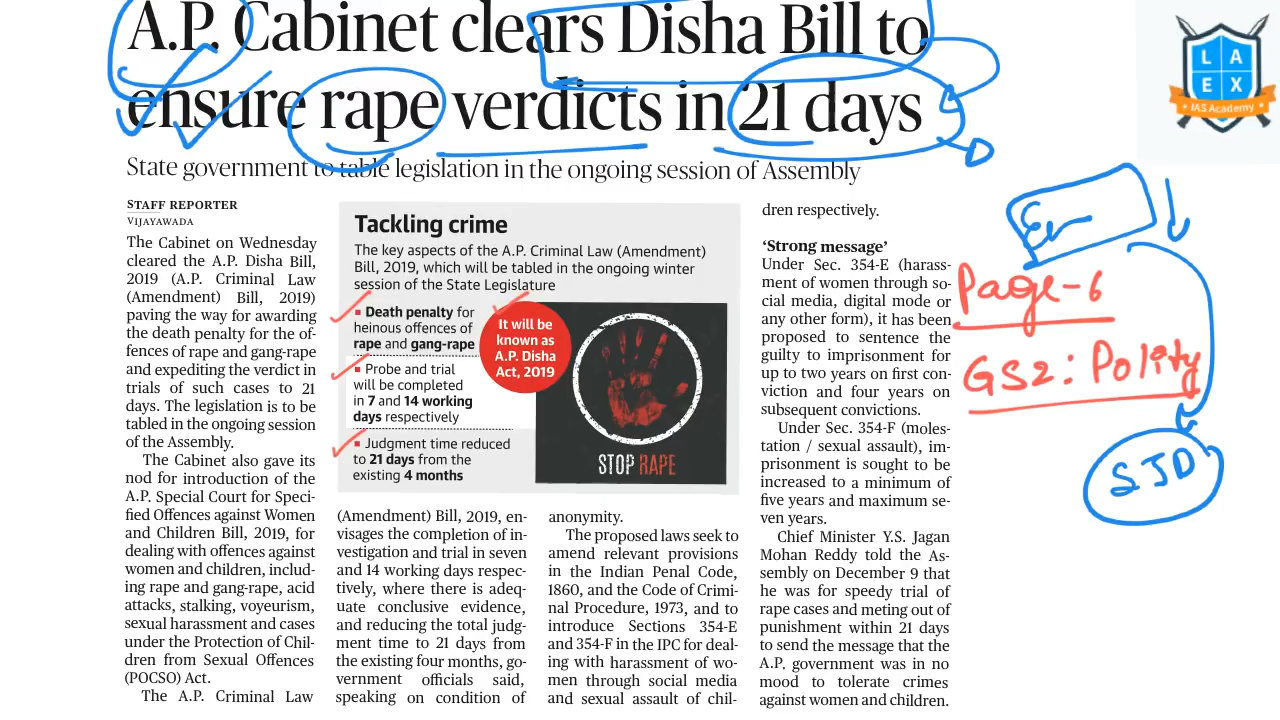 A.P. Cabinet clears Disha Bill to
ensure rape verdicts in 21 days
State government to table legislation in the ongoing session of Assembly
STAFF REPORTER
VIJAYAWADA
The Cabinet on Wednesday
cleared the A.P. Disha Bill,
2019 (A.P. Criminal Law
(Amendment) Bill, 2019)
paving the way for awarding
the death penalty for the of-
fences of rape and gang-rape
and expediting the verdict in
trials of such cases to 21
days. The legislation is to be
tabled in the ongoing session
of the Assembly.
The Cabinet also gave its
nod for introduction of the
A.P. Special Court for Speci-
fied Offences against Women
and Children Bill, 2019, for
dealing with offences against
women and children, includ-
ing rape and gang-rape, acid
attacks, stalking, voyeurism,
sexual harassment and cases
under the Protection of Chil-
dren from Sexual Offences
(POCSO) Act.
The A.P. Criminal Law
Tackling crime
The key aspects of the A.P. Criminal Law (Amendment)
Bill, 2019, which will be tabled in the ongoing winter
session of the State Legislature
Death penalty for
heinous offences of
rape and gang-rape
Probe and trial
will be completed
in 7 and 14 working
days respectively
Judgment time reduced
to 21 days from the
existing 4 months
It will be
known as
A.P. Disha
Act, 2019
STOP RAPE
(Amendment) Bill, 2019, en-
visages the completion of in-
vestigation and trial in seven
and 14 working days respec-
tively, where there is adeq-
uate conclusive evidence,
and reducing the total judg-
ment time to 21 days from
the existing four months, go-
vernment officials said,
speaking on condition of
anonymity.
The proposed laws seek to
amend relevant provisions
in the Indian Penal Code,
1860, and the Code of Crimi-
nal Procedure, 1973, and to
introduce Sections 354-E
and 354-F in the IPC for deal-
ing with harassment of wo-
men through social media
and sexual assault of chil-
dren respectively.
'Strong message'
Under Sec. 354-E (harass-
ment of women through so-
cial media, digital mode or
any other form), it has been
proposed to sentence the
guilty to imprisonment for
up to two years on first con-
viction and four years on
subsequent convictions.
Under Sec. 354-F (moles-
tation / sexual assault), im-
prisonment is sought to be
increased to a minimum of
five years and maximum se-
ven years.
Chief Minister Y.S. Jagan
Mohan Reddy told the As-
sembly on December 9 that
he was for speedy trial of
rape cases and meting out of
punishment within 21 days
to send the message that the
A.P. government was in no
mood to tolerate crimes
against women and children.
L A
E X
IAS Academy
Page-6
GS2: Polity
SJD